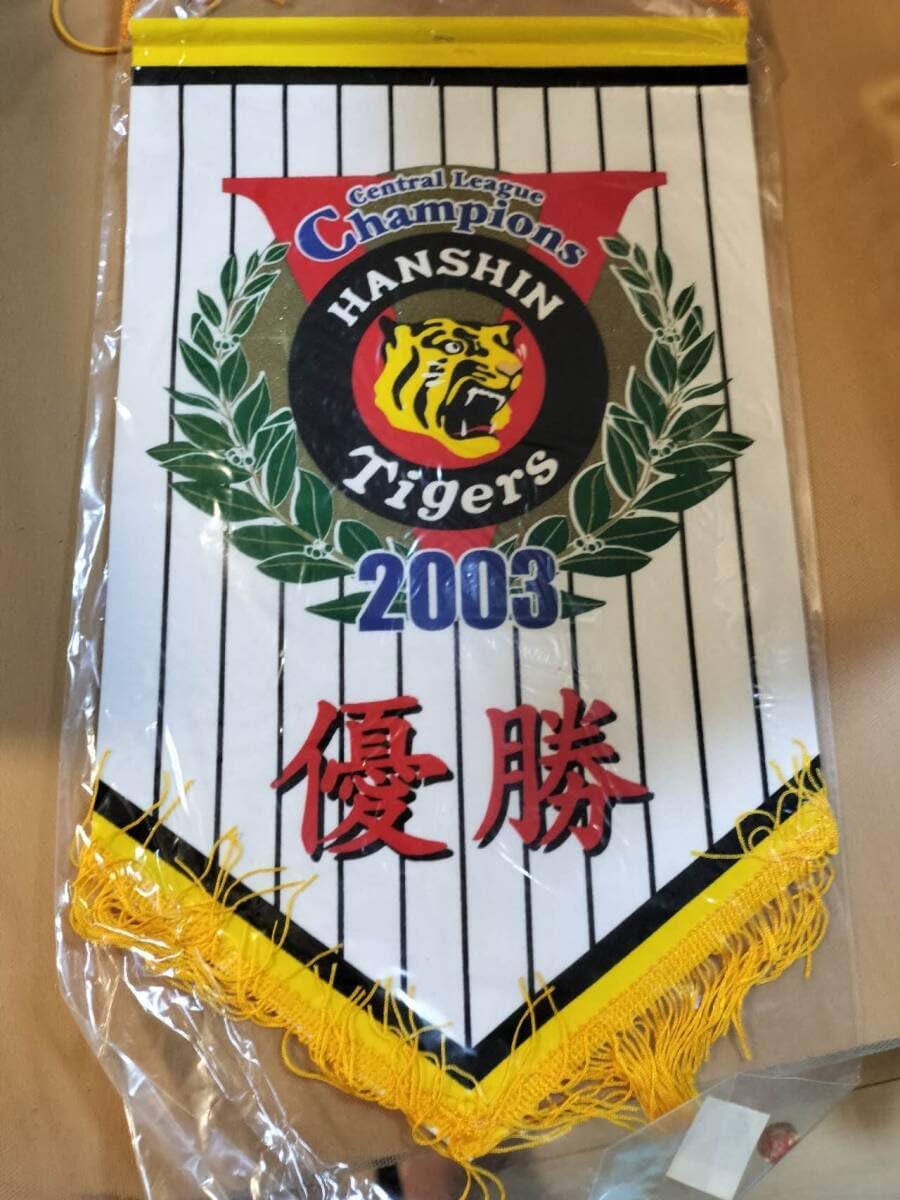 Central League
Champions
HANSHIN
Tigers
2003
優勝